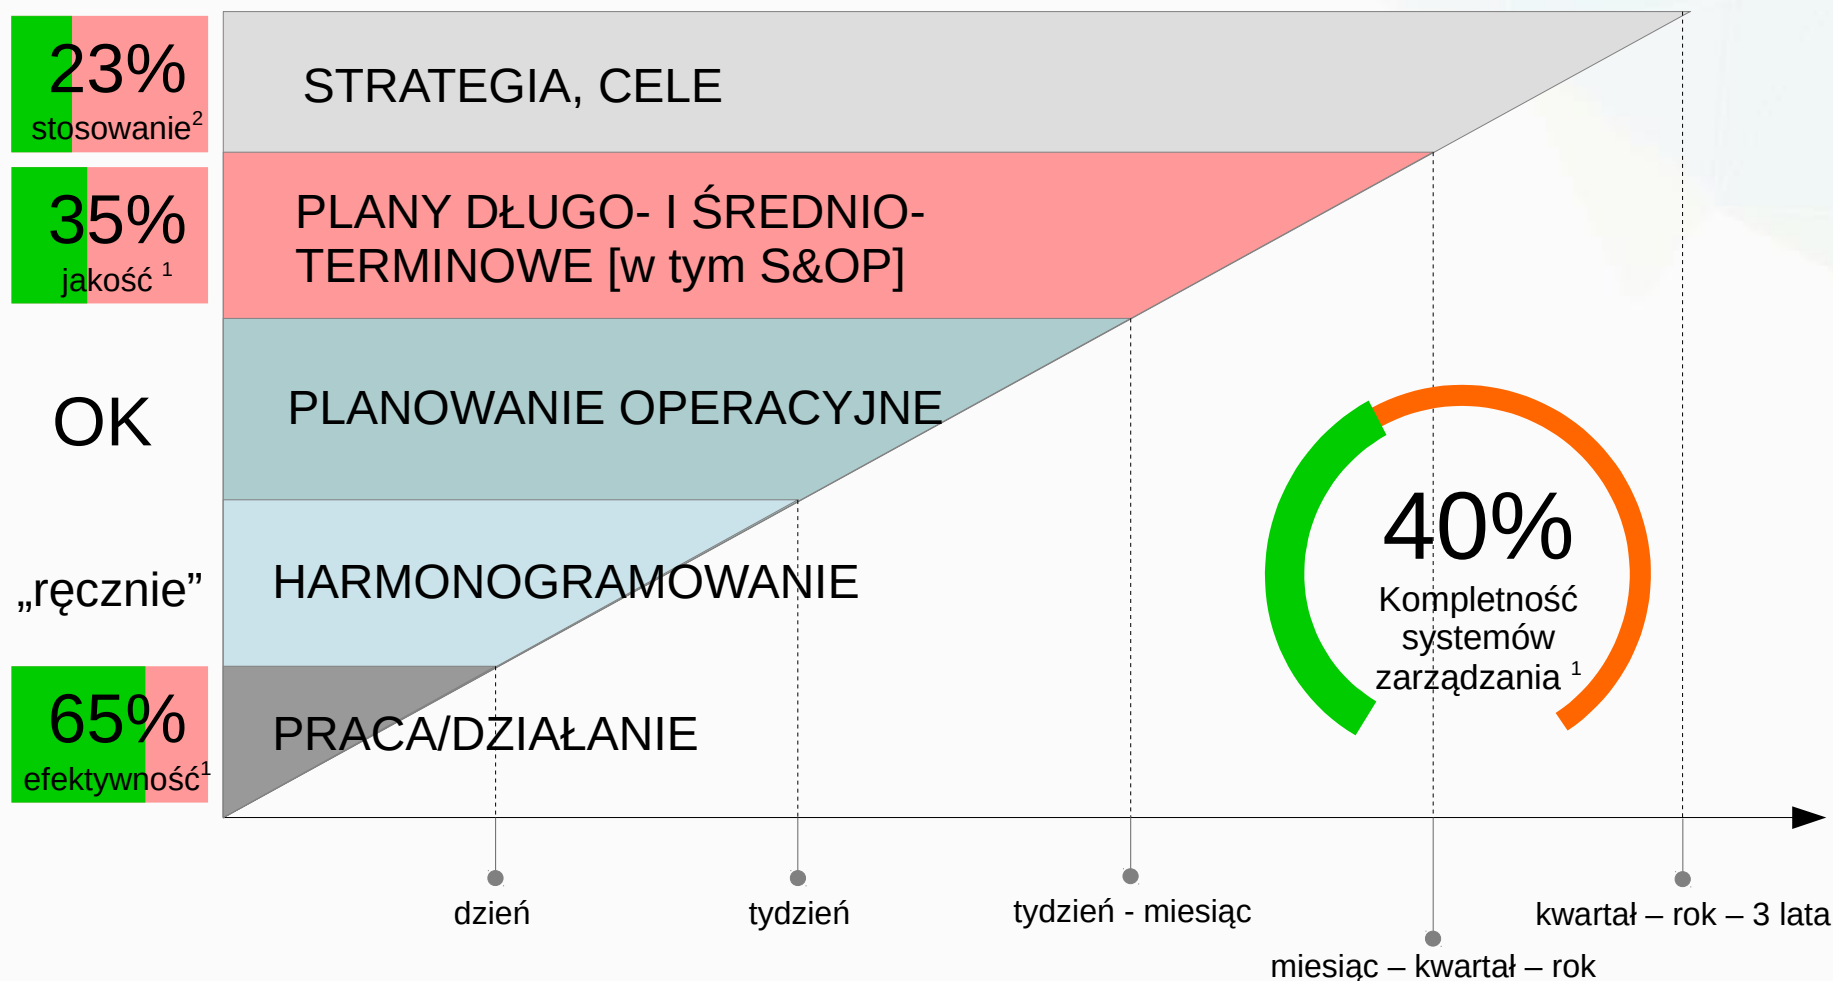 23%
stosowanie²
STRATEGIA, CELE
35%
jakość ¹
PLANY DŁUGO- I ŚREDNIO-
TERMINOWE [w tym S&OP]
OK
PLANOWANIE OPERACYJNE
„ręcznie”
HARMONOGRAMOWANIE
65%
efektywność¹
PRACA/DZIAŁANIE
40%
Kompletność
systemów
zarządzania ¹
dzień
tydzień
tydzień - miesiąc
miesiąc – kwartał – rok
kwartał – rok – 3 lata